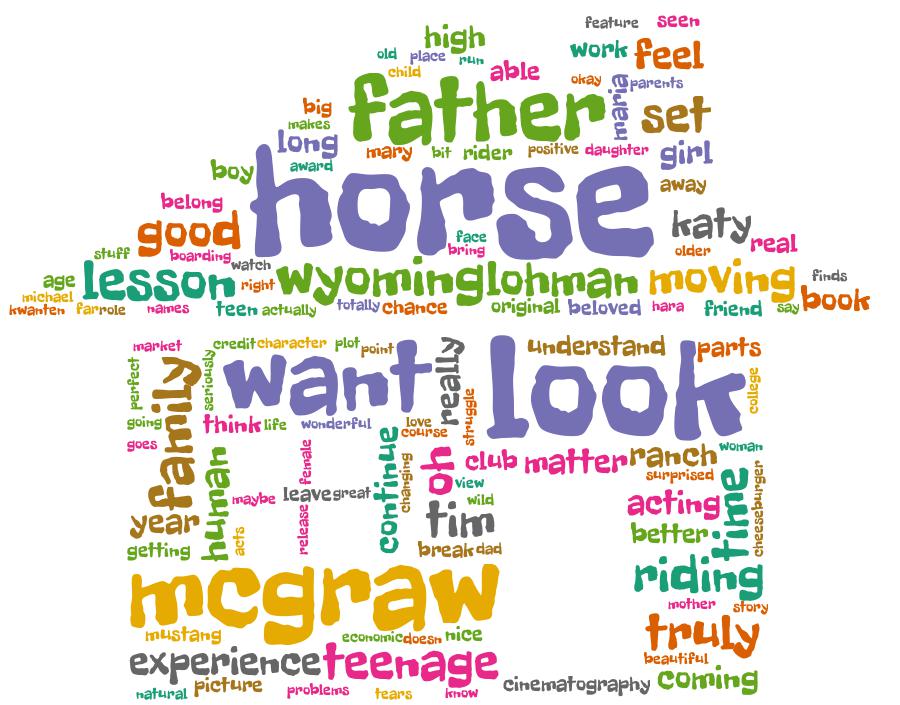 feature seen
high
old place run work feel
child able okay maria parents
big father set
makes
long mary bit rider positive daughter girl
boy award horse away
belong katy
good face older real
stuff boarding watch bring
age lesson right wyoming lohman moving finds
michael book
kwanten far role names teen actually totally chance original beloved hara friend say
market credit character plot point really understand parts
perfect family seriously want look college
going think life wonderful love struggle
goes course
human female continue changing oh club matter ranch woman
view surprised
maybe leave great wild acting time cheeseburger
year release tim better
getting acts break dad
mcgraw riding
mother story
mustang economic doesn nice truly
experience teenage beautiful
natural picture problems tears know cinematography coming